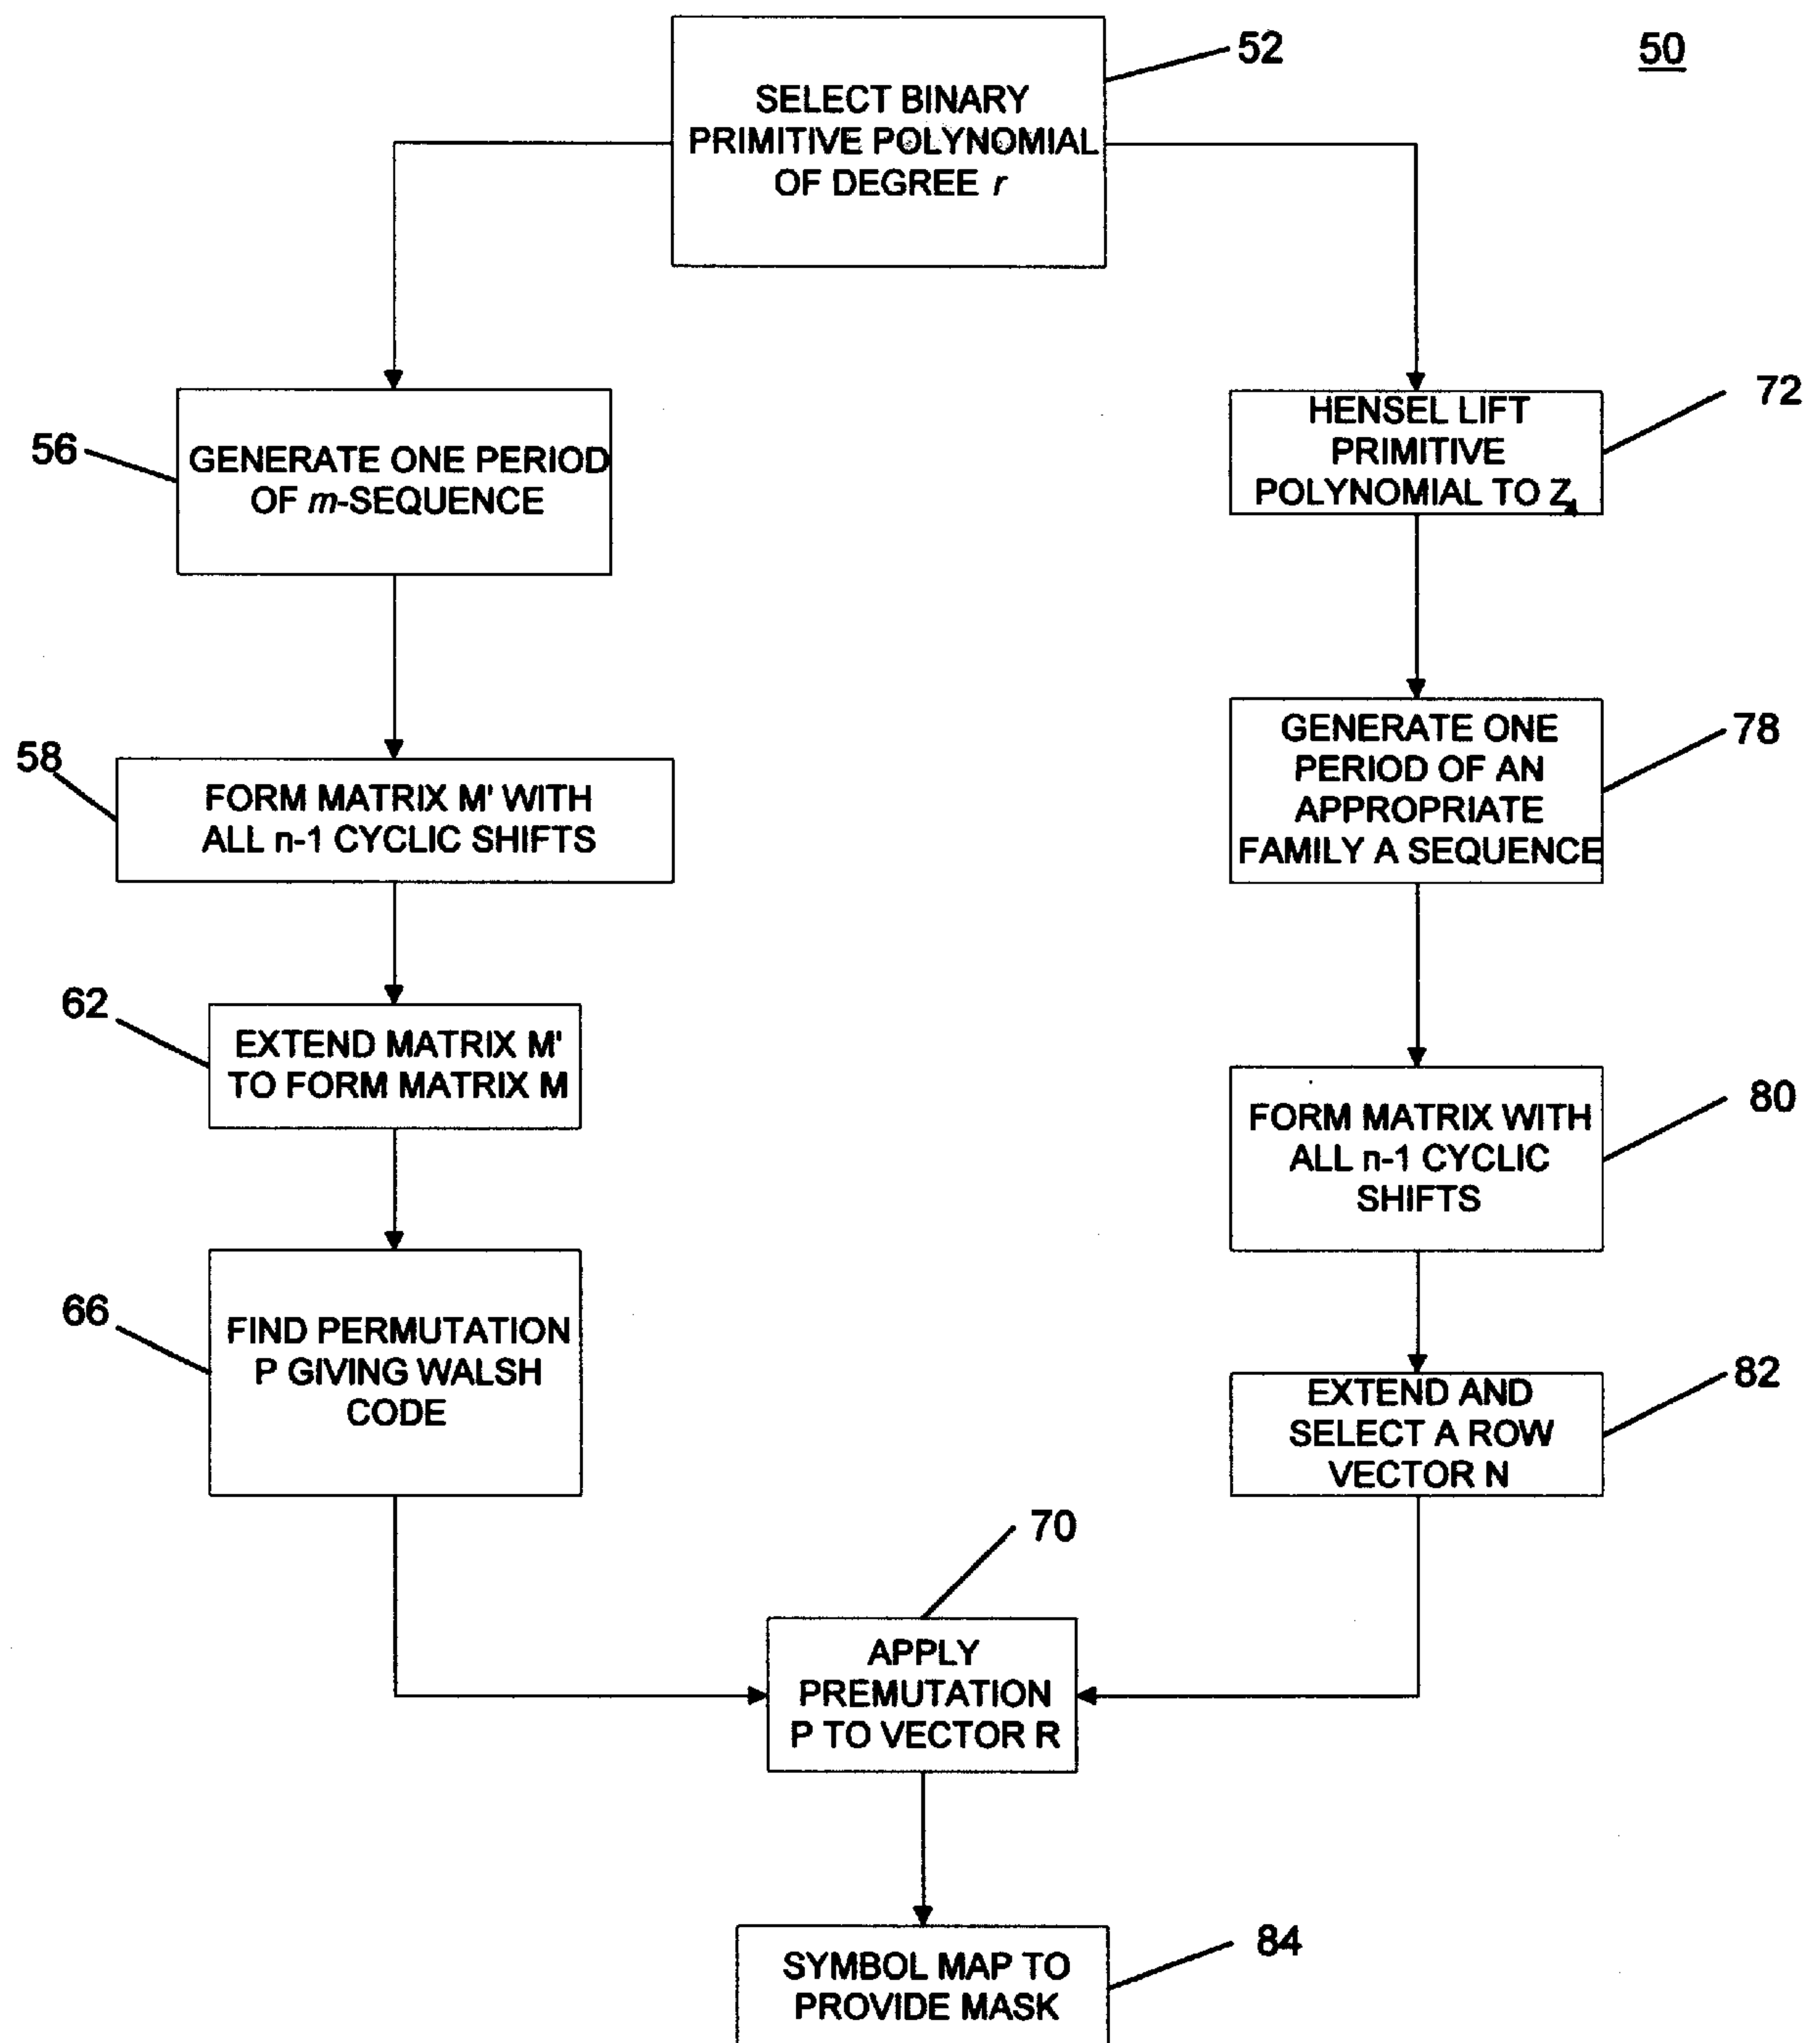 52
50
SELECT BINARY
PRIMITIVE POLYNOMIAL
OF DEGREE r
56
GENERATE ONE PERIOD
OF m-SEQUENCE
72
HENSEL LIFT
PRIMITIVE
POLYNOMIAL TO Z4
58
FORM MATRIX M' WITH
ALL n-1 CYCLIC SHIFTS
78
GENERATE ONE
PERIOD OF AN
APPROPRIATE
FAMILY A SEQUENCE
62
EXTEND MATRIX M'
TO FORM MATRIX M
80
FORM MATRIX WITH
ALL n-1 CYCLIC
SHIFTS
66
FIND PERMUTATION
P GIVING WALSH
CODE
82
EXTEND AND
SELECT A ROW
VECTOR N
70
APPLY
PREMUTATION
P TO VECTOR R
84
SYMBOL MAP TO
PROVIDE MASK